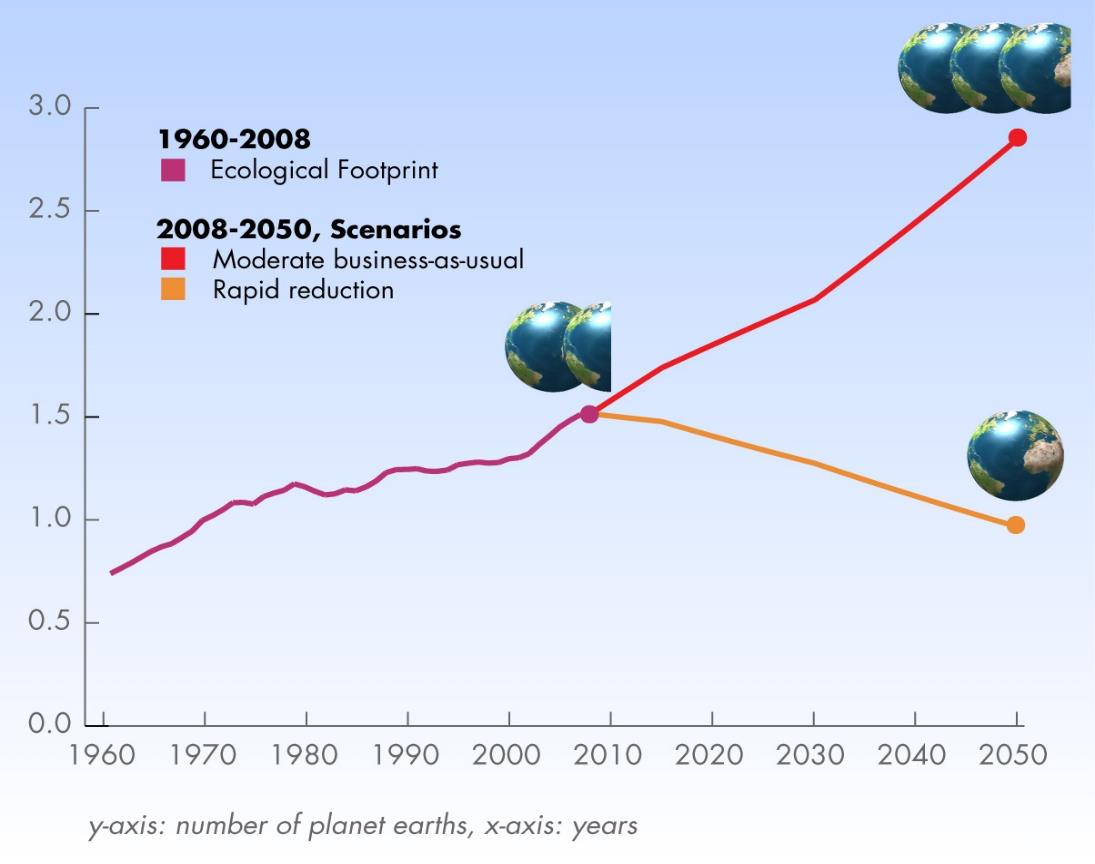 3.0
1960-2008
Ecological Footprint
2.5
2008-2050, Scenarios
Moderate business-as-usual
Rapid reduction
2.0
1.5
1.0
0.5
0.0
1960 1970 1980 1990 2000 2010 2020 2030 2040 2050
y-axis: number of planet earths, x-axis: years